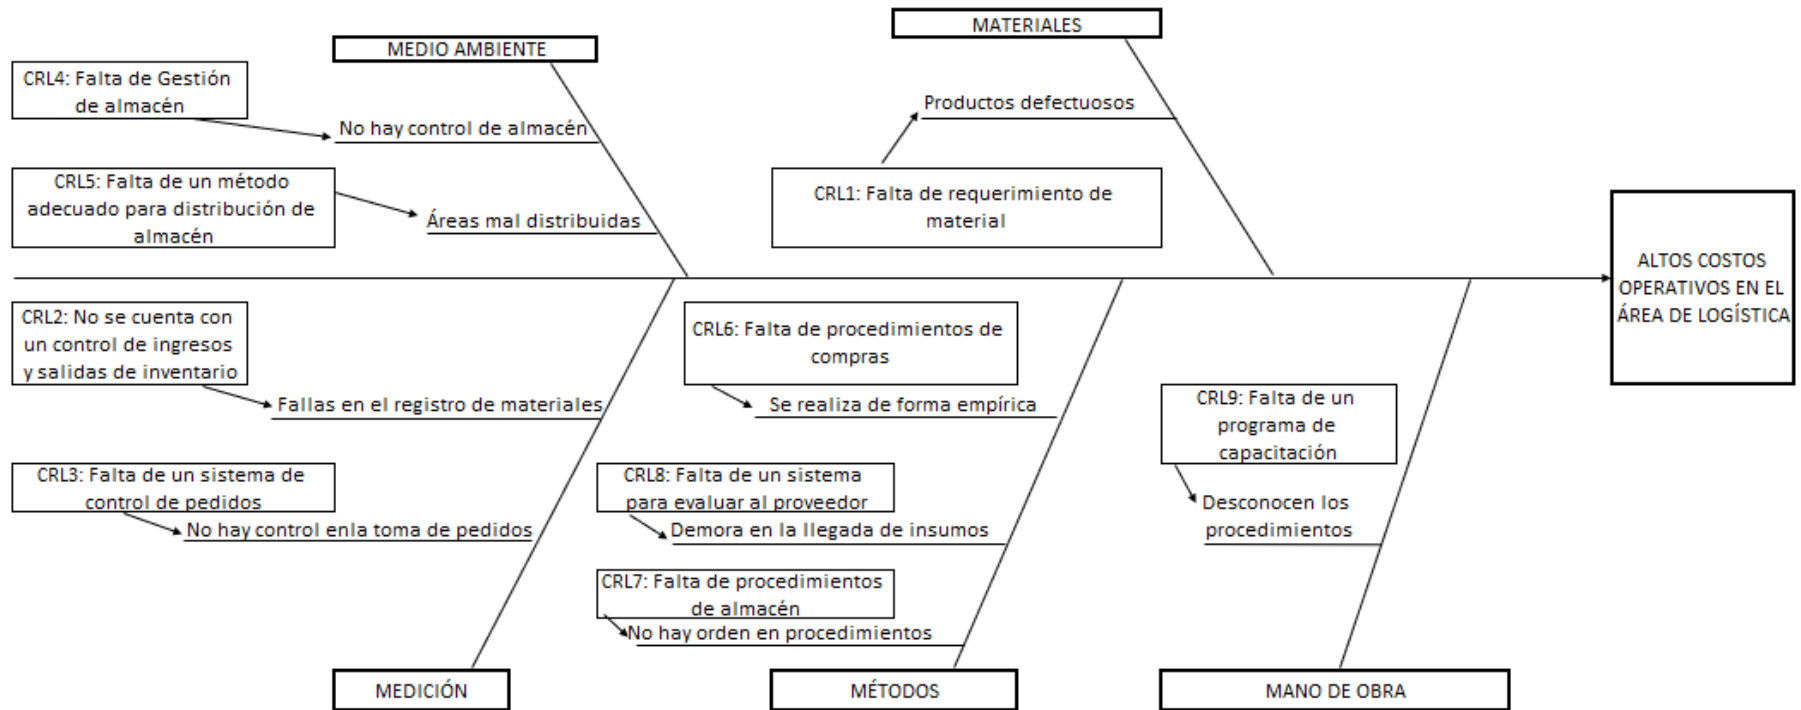 MATERIALES
MEDIO AMBIENTE
CRL4: Falta de Gestión
de almacén
No hay control de almacén
Productos defectuosos
CRL5: Falta de un método
adecuado para distribución de
almacén
Áreas mal distribuidas
CRL1: Falta de requerimiento de
material
ALTOS COSTOS
OPERATIVOS EN EL
ÁREA DE LOGÍSTICA
CRL2: No se cuenta con
un control de ingresos
y salidas de inventario
Fallas en el registro de materiales
CRL6: Falta de procedimientos de
compras
Se realiza de forma empírica
CRL9: Falta de un
programa de
capacitación
Desconocen los
procedimientos
CRL3: Falta de un sistema de
control de pedidos
No hay control enla toma de pedidos
CRL8: Falta de un sistema
para evaluar al proveedor
Demora en la llegada de insumos
CRL7: Falta de procedimientos
de almacén
No hay orden en procedimientos
MEDICIÓN
MÉTODOS
MANO DE OBRA